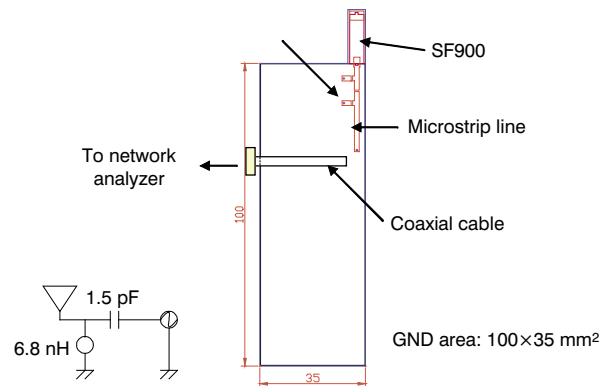 SF900
Microstrip line
To network
analyzer
100
Coaxial cable
1.5 pF
6.8 nH
GND area: 100×35 mm²
35